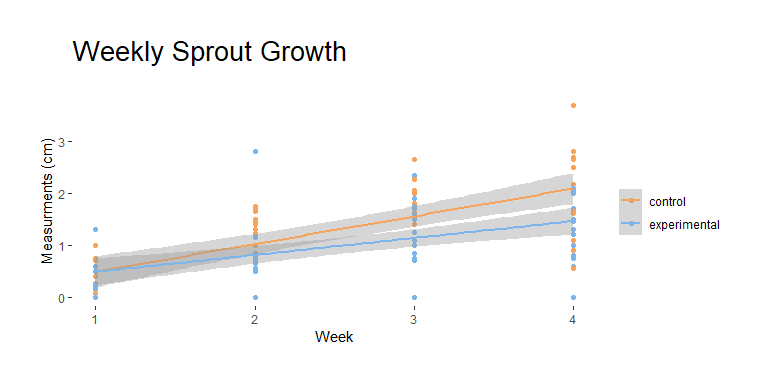 Weekly Sprout Growth
Measurments (cm)
3
2
1
0
1 2 3 4
Week
control
experimental